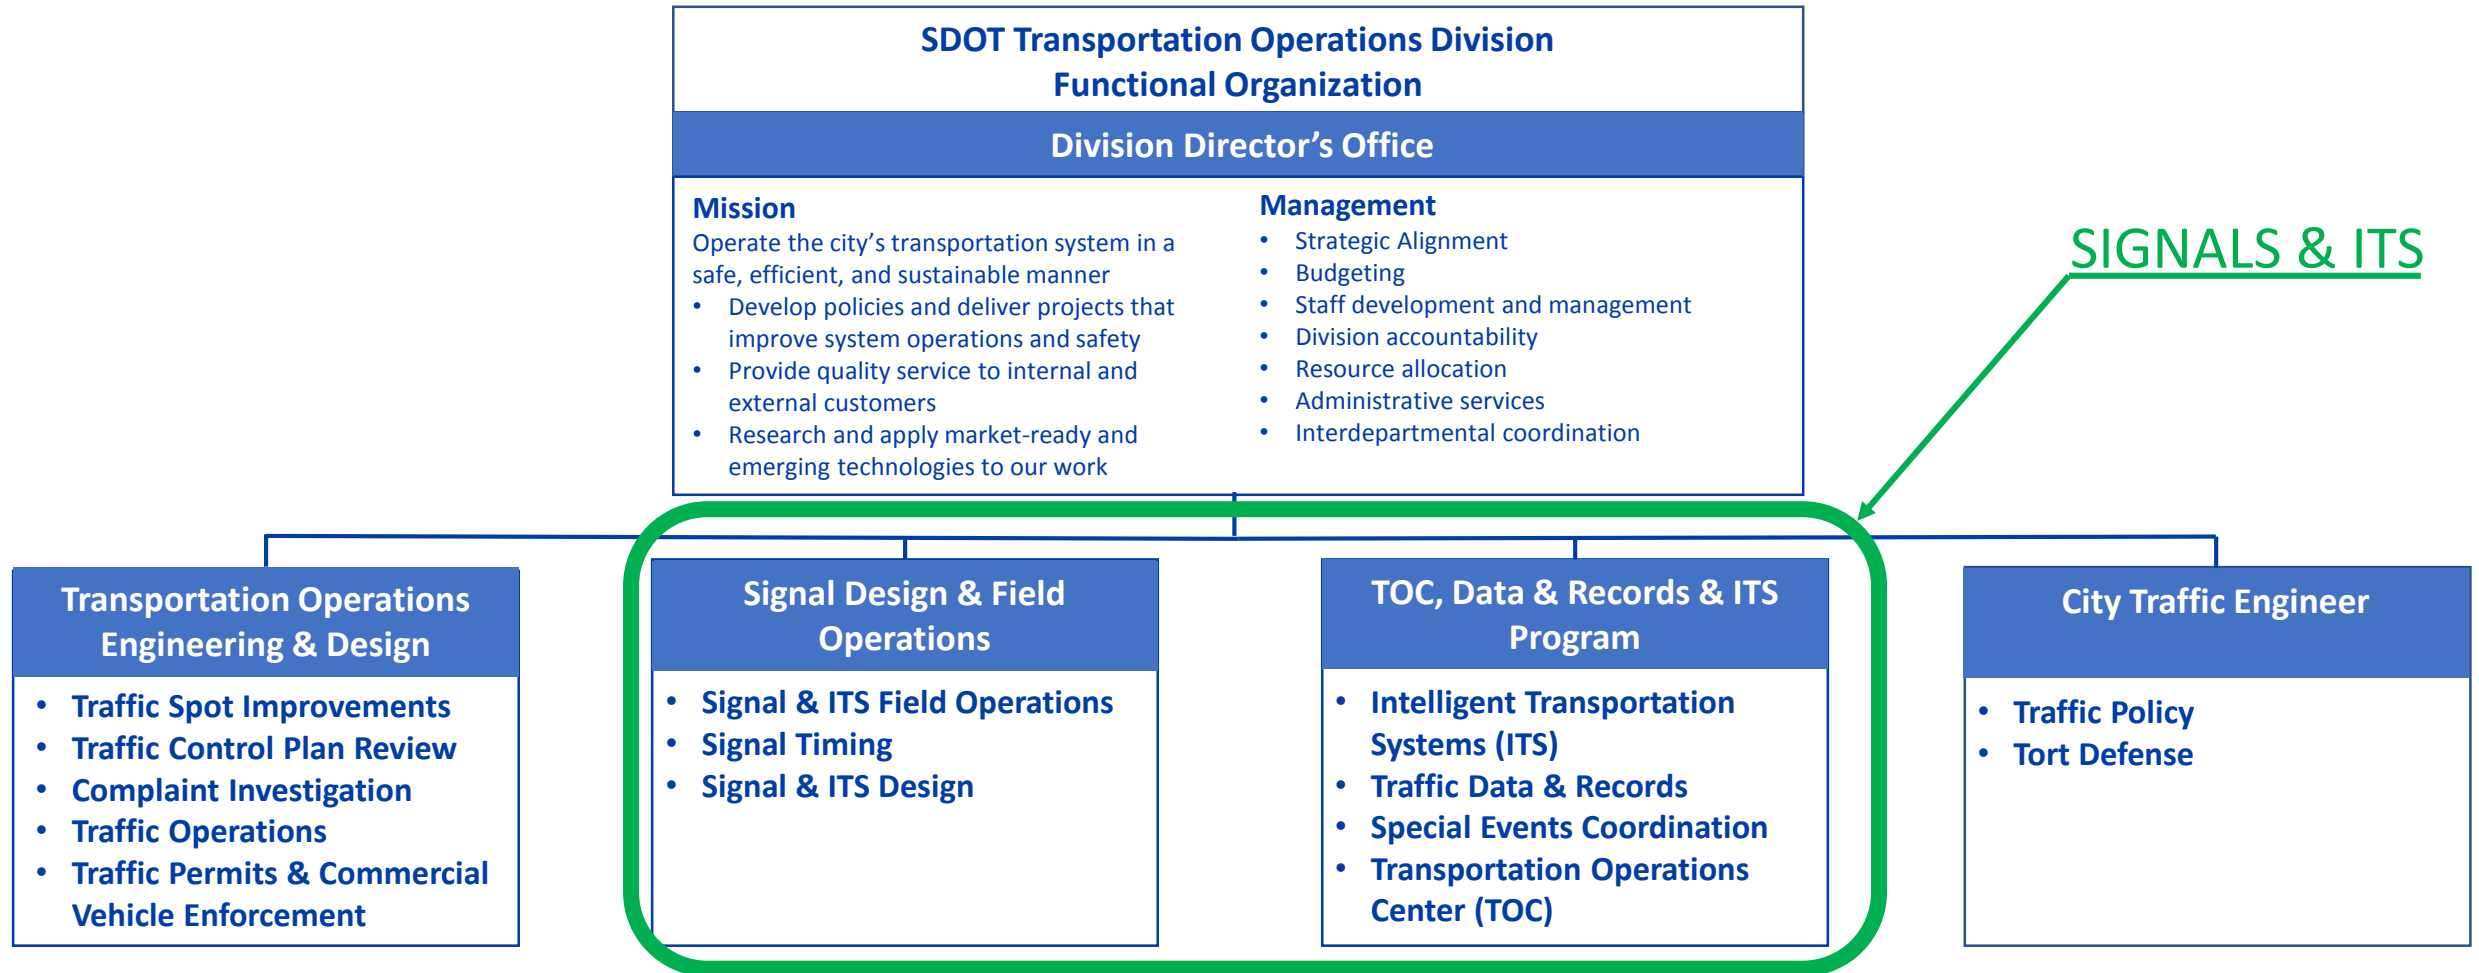 SDOT Transportation Operations Division
Functional Organization
Division Director’s Office
Mission
Operate the city’s transportation system in a
safe, efficient, and sustainable manner
• Develop policies and deliver projects that
improve system operations and safety
• Provide quality service to internal and
external customers
• Research and apply market-ready and
emerging technologies to our work
Management
• Strategic Alignment
• Budgeting
• Staff development and management
• Division accountability
• Resource allocation
• Administrative services
• Interdepartmental coordination
SIGNALS & ITS
Transportation Operations
Engineering & Design
• Traffic Spot Improvements
• Traffic Control Plan Review
• Complaint Investigation
• Traffic Operations
• Traffic Permits & Commercial
Vehicle Enforcement
Signal Design & Field
Operations
• Signal & ITS Field Operations
• Signal Timing
• Signal & ITS Design
TOC, Data & Records & ITS
Program
• Intelligent Transportation
Systems (ITS)
• Traffic Data & Records
• Special Events Coordination
• Transportation Operations
Center (TOC)
City Traffic Engineer
• Traffic Policy
• Tort Defense